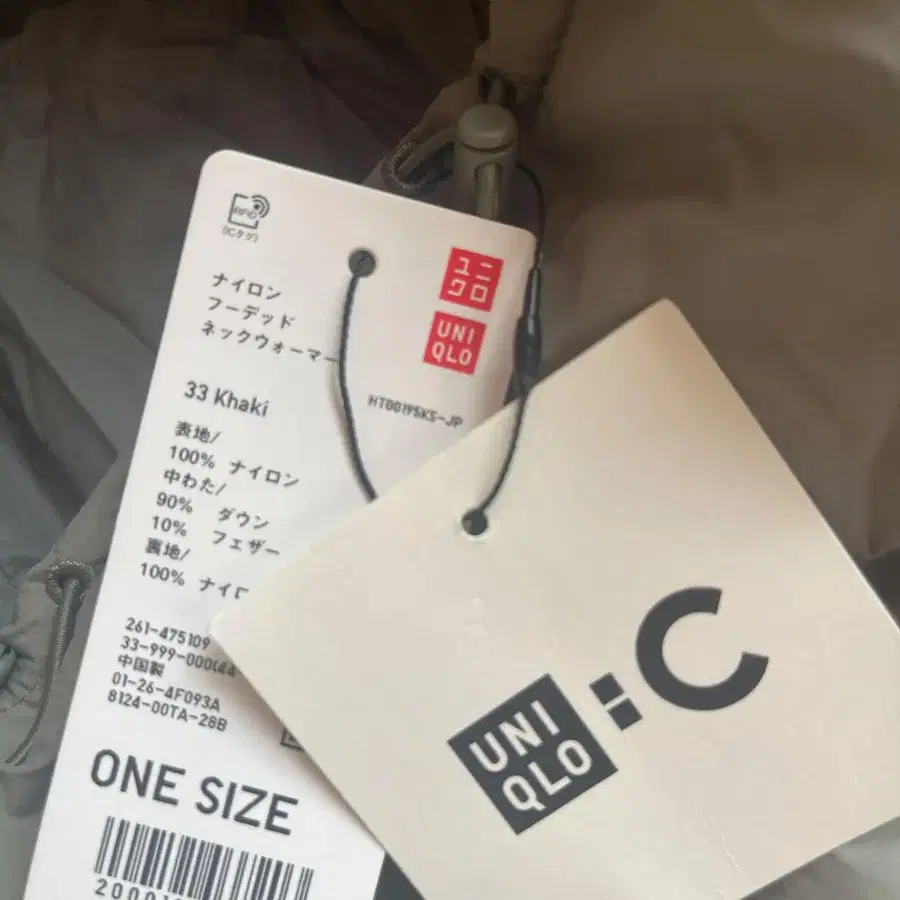 RFID
(ICタグ)
ユニ
クロ
UNI
QLO
ナイロン
フーデッド
ネックウォーマー
HT00195KS-JP
33 Khaki
表地/
100% ナイロン
中わた/
90% ダウン
10% フェザー
裏地/
100% ナイロ
261-475109
33-999-000(44
中国製
01-26-4F093A
8124-00TA-28B
ONE SIZE
UNI
QLO
:C